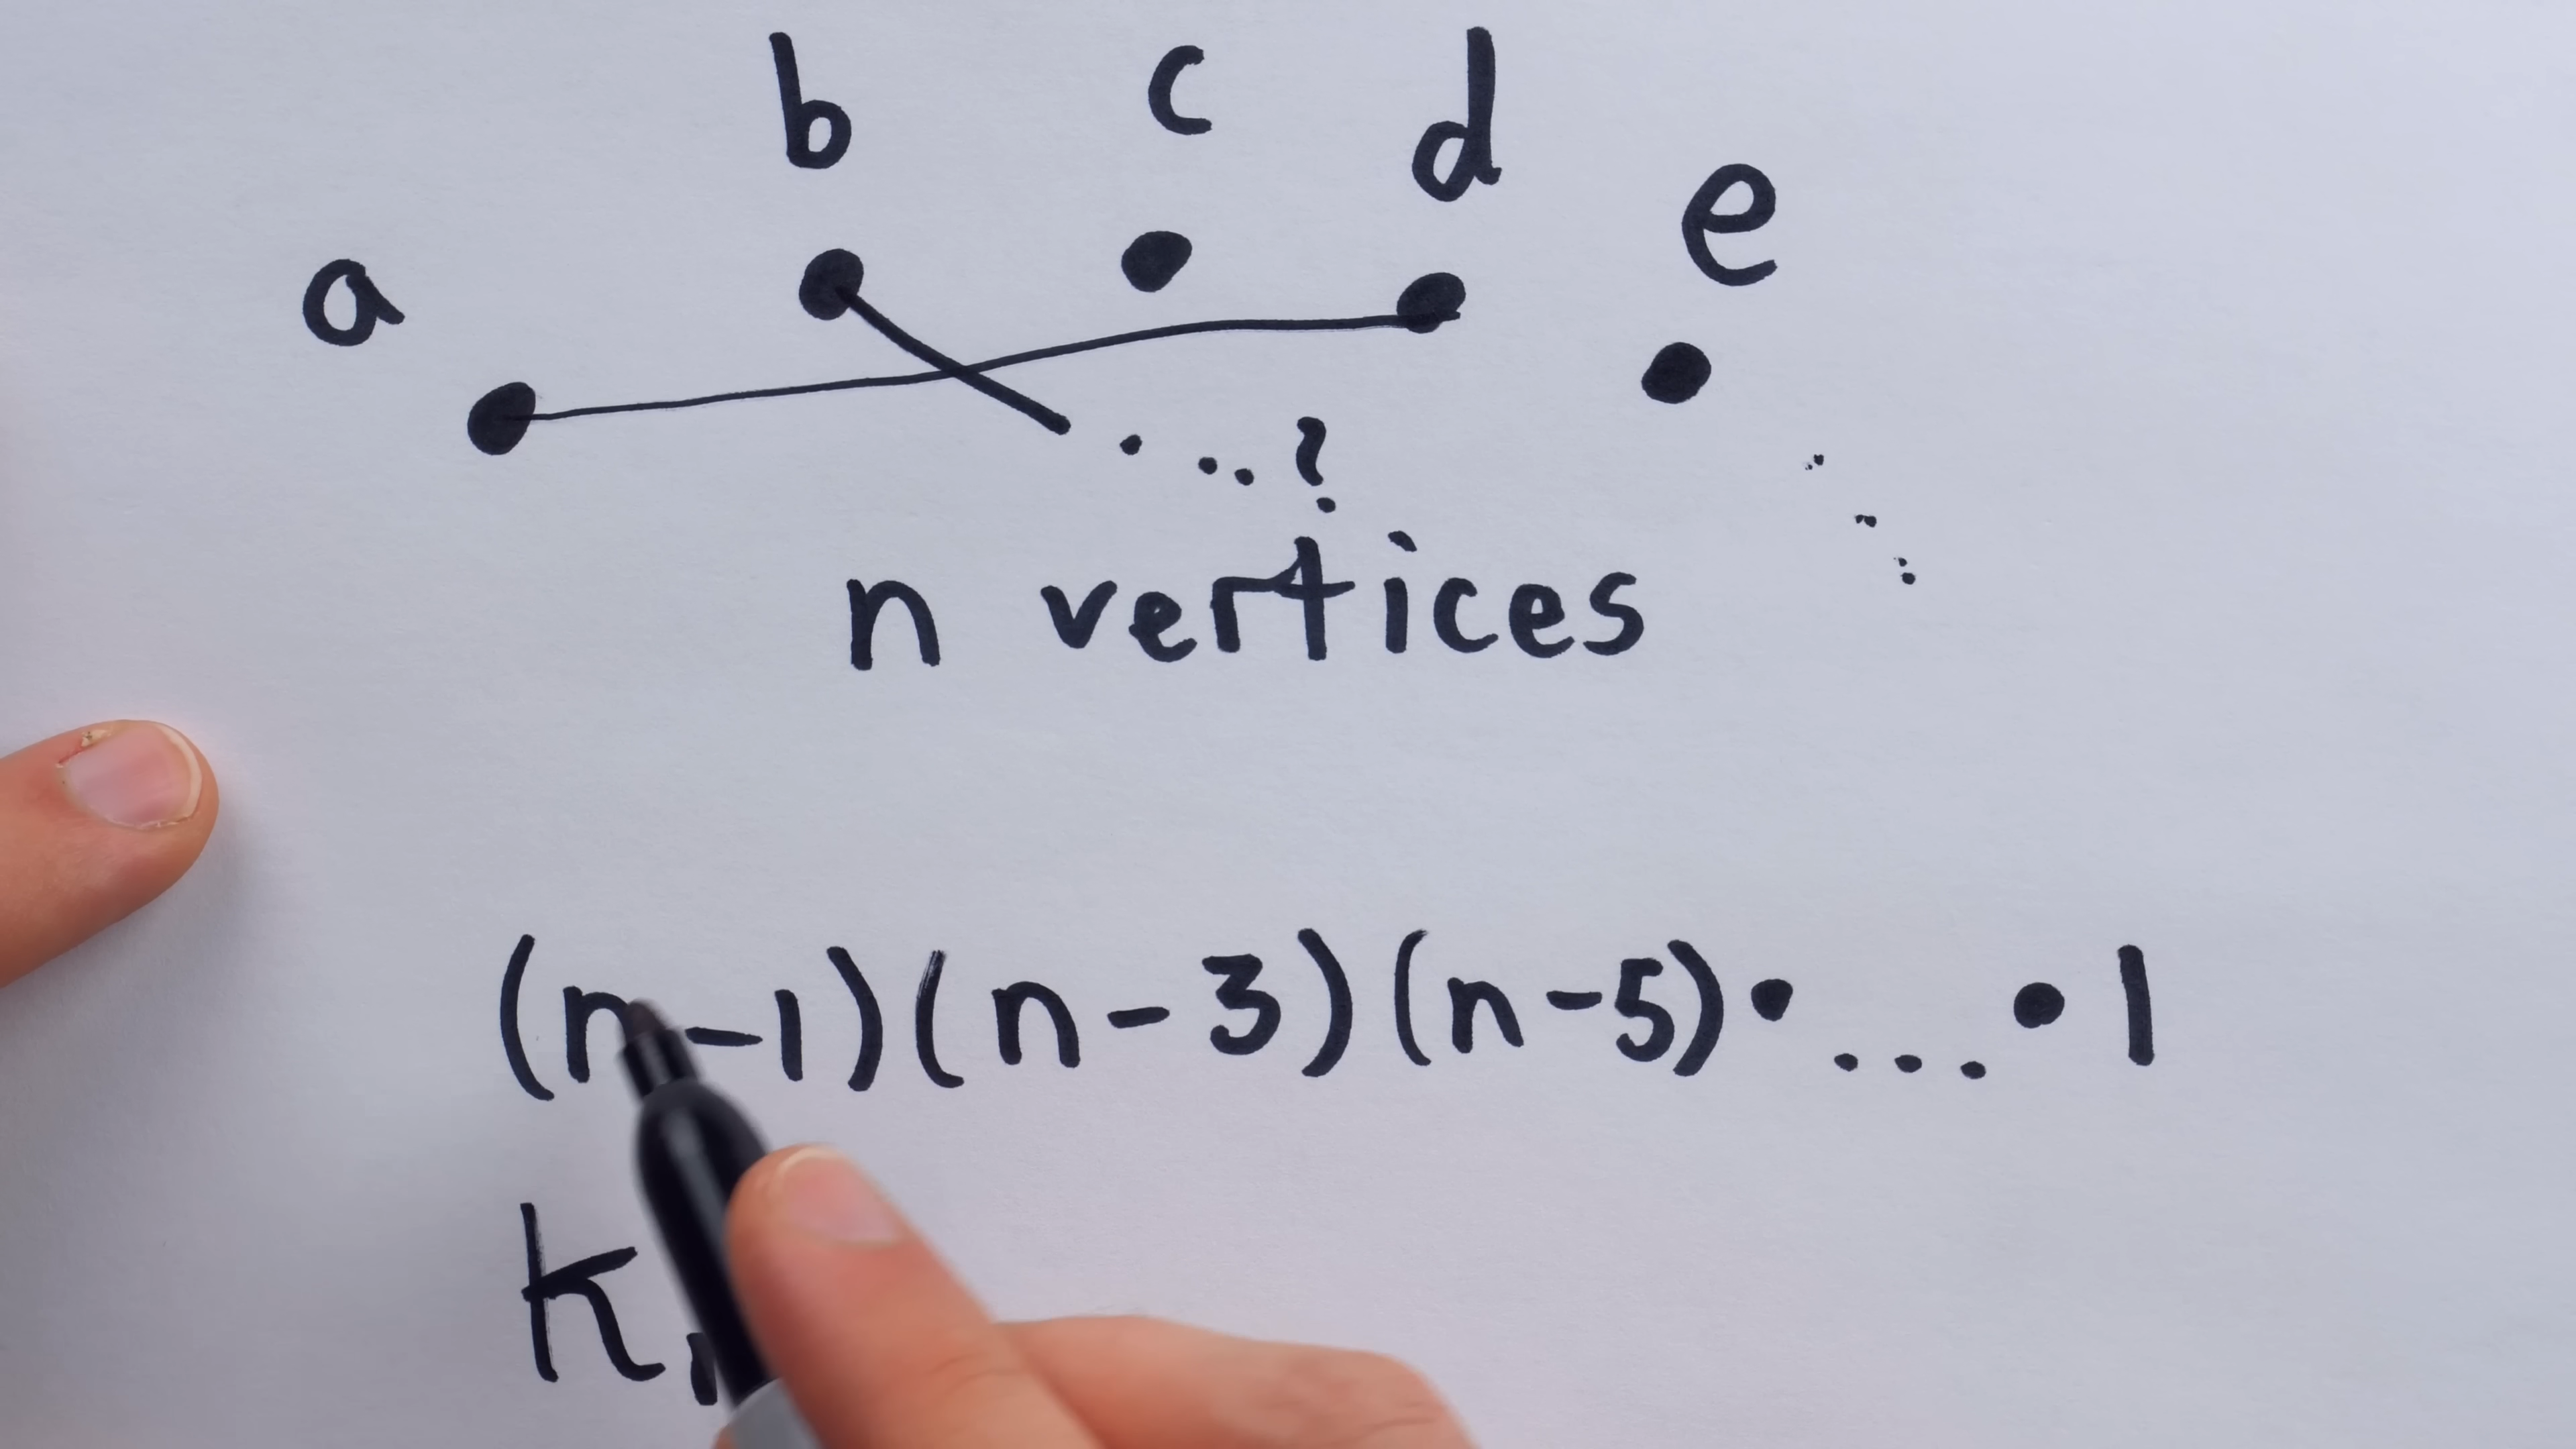 b c d
a e
...?
n vertices
(n-1)(n-3)(n-5)•...•1
K